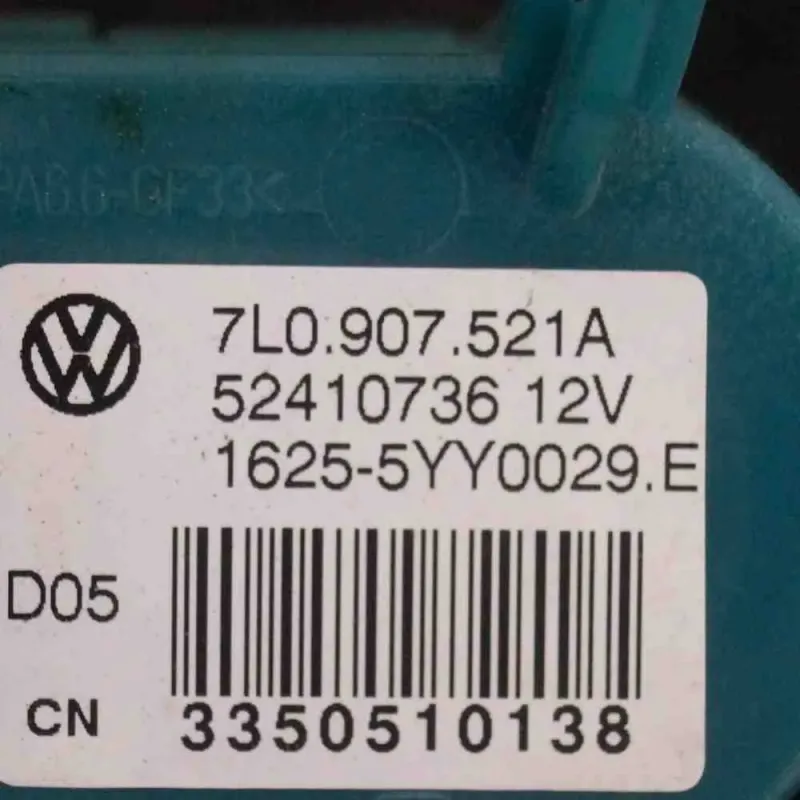 PA6.6-GF33<
7L0.907.521A
52410736 12V
1625-5YY0029.E
D05
CN
3350510138